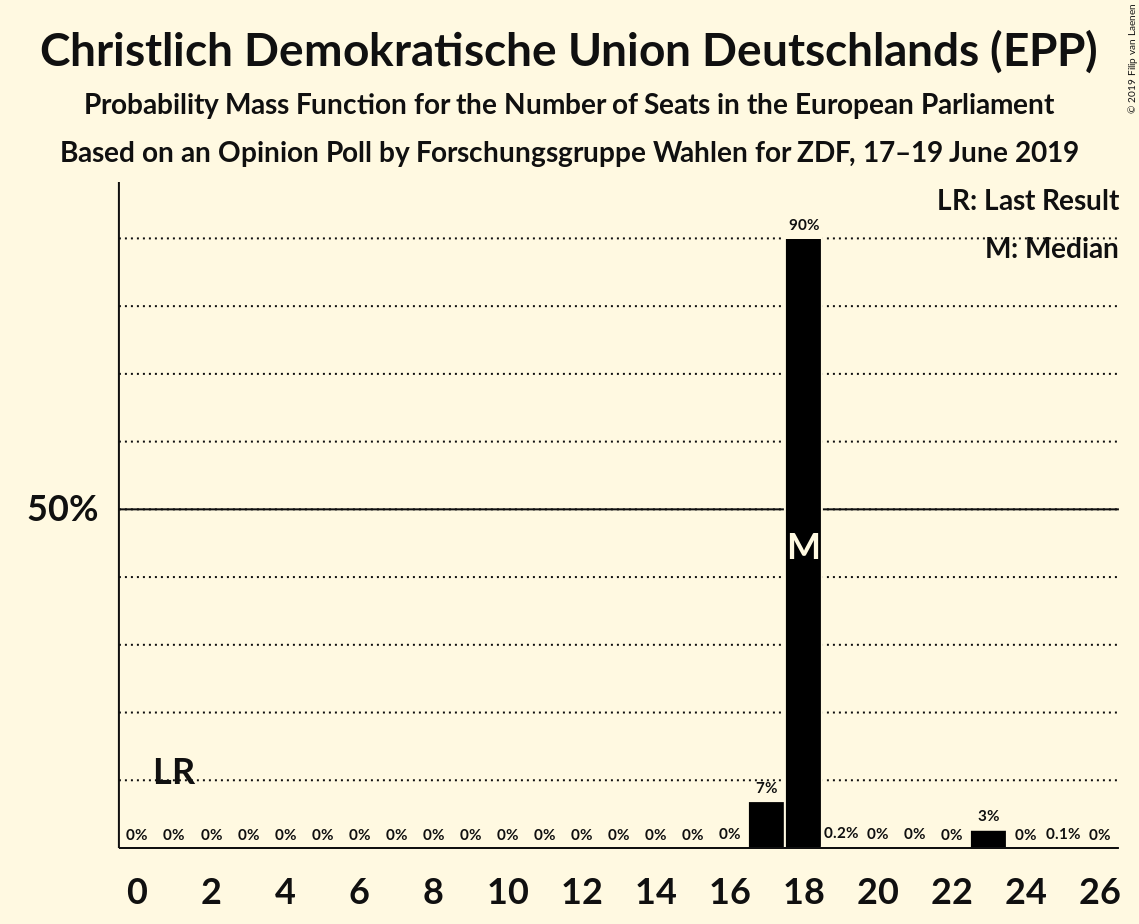 Christlich Demokratische Union Deutschlands (EPP)
Probability Mass Function for the Number of Seats in the European Parliament
Based on an Opinion Poll by Forschungsgruppe Wahlen for ZDF, 17–19 June 2019
© 2019 Filip van Laenen
LR: Last Result
M: Median
90%
50%
M
LR
7%
3%
0% 0% 0% 0% 0% 0% 0% 0% 0% 0% 0% 0% 0% 0% 0% 0% 0% 0.2% 0% 0% 0% 0% 0.1% 0%
0 2 4 6 8 10 12 14 16 18 20 22 24 26